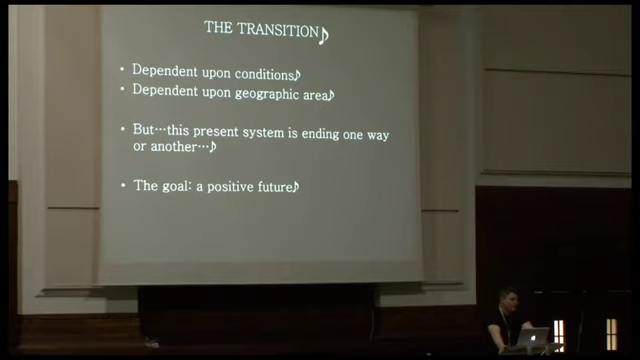 THE TRANSITION♪
• Dependent upon conditions♪
• Dependent upon geographic area♪
• But…this present system is ending one way
or another…♪
• The goal: a positive future♪